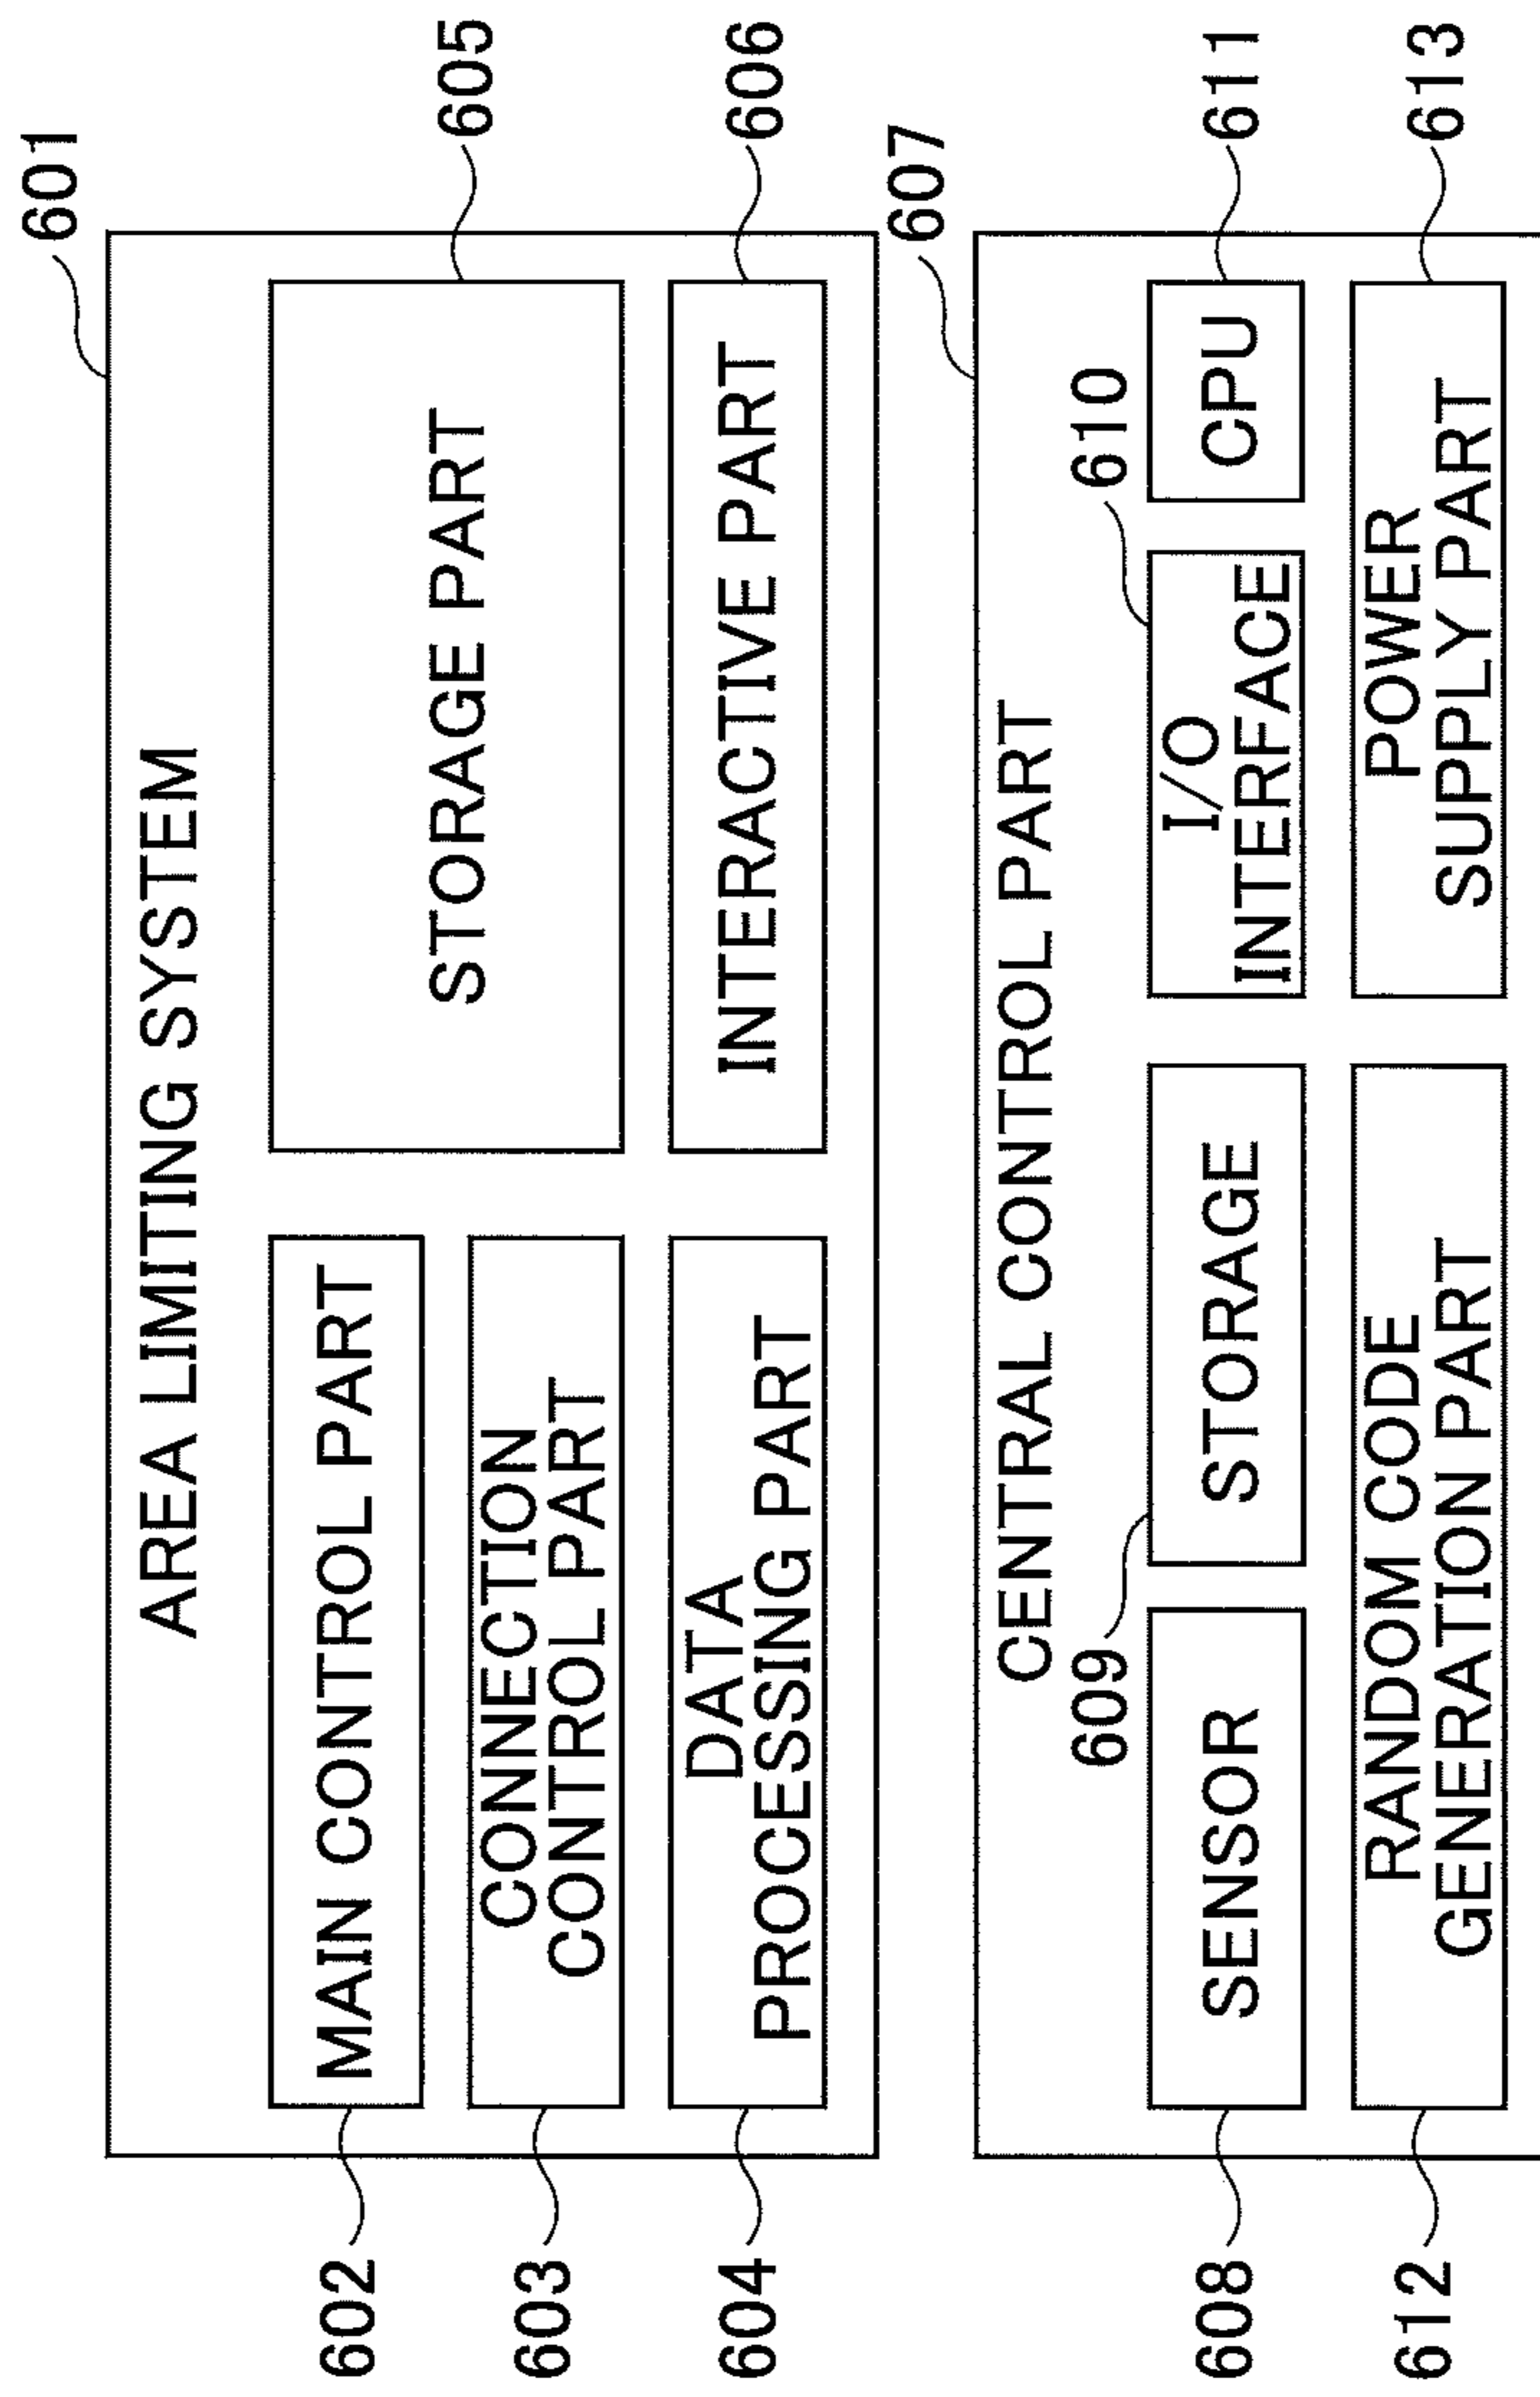 601
AREA LIMITING SYSTEM
602
MAIN CONTROL PART
STORAGE PART
605
603
CONNECTION
CONTROL PART
604
DATA
PROCESSING PART
INTERACTIVE PART
606
607
CENTRAL CONTROL PART
609
610
608
SENSOR
STORAGE
I/O
INTERFACE
CPU
611
612
RANDOM CODE
GENERATION PART
POWER
SUPPLY PART
613